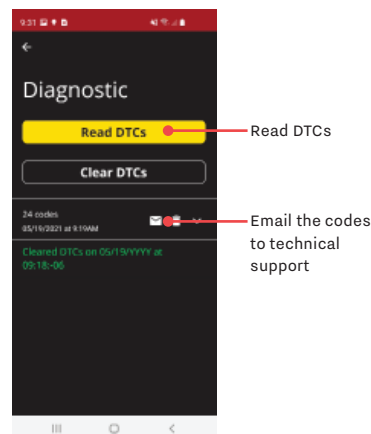 9:31
Diagnostic
Read DTCs
Read DTCs
Clear DTCs
24 codes
05/19/2021 at 9:19AM
Email the codes
to technical
support
Cleared DTCs on 05/19/YYYY at
09:18:-06